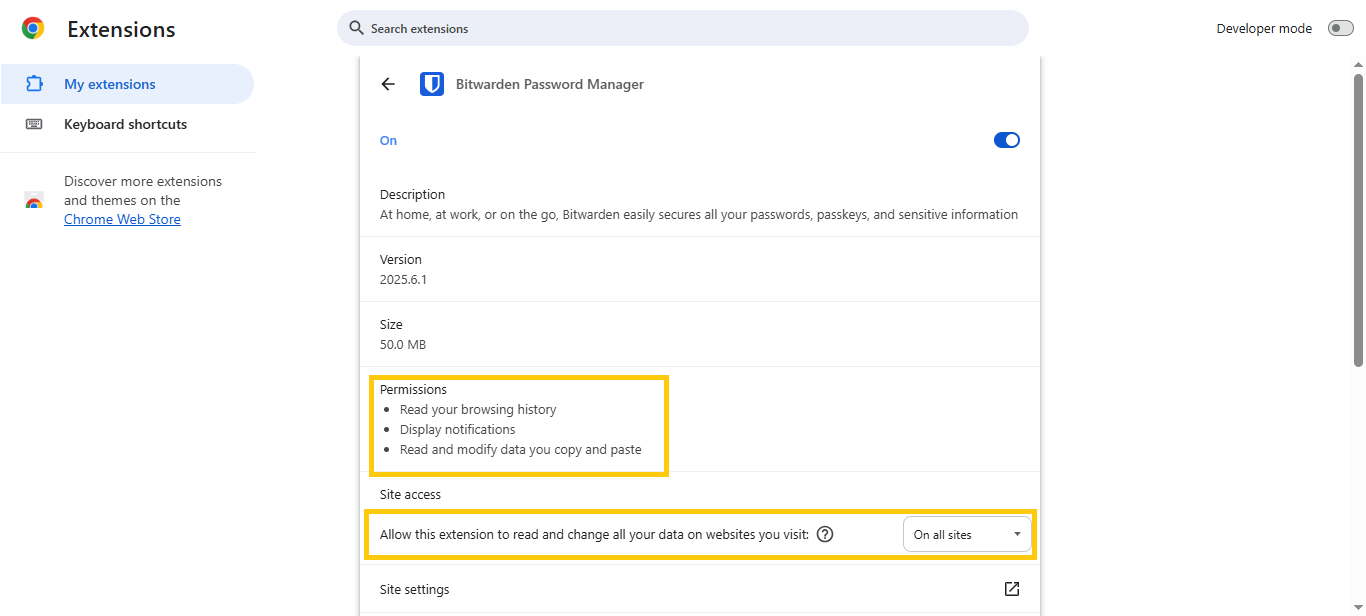 Extensions
Search extensions
Developer mode
My extensions
Keyboard shortcuts
Discover more extensions
and themes on the
Chrome Web Store
Bitwarden Password Manager
On
Description
At home, at work, or on the go, Bitwarden easily secures all your passwords, passkeys, and sensitive information
Version
2025.6.1
Size
50.0 MB
Permissions
Read your browsing history
Display notifications
Read and modify data you copy and paste
Site access
Allow this extension to read and change all your data on websites you visit: ? On all sites
Site settings